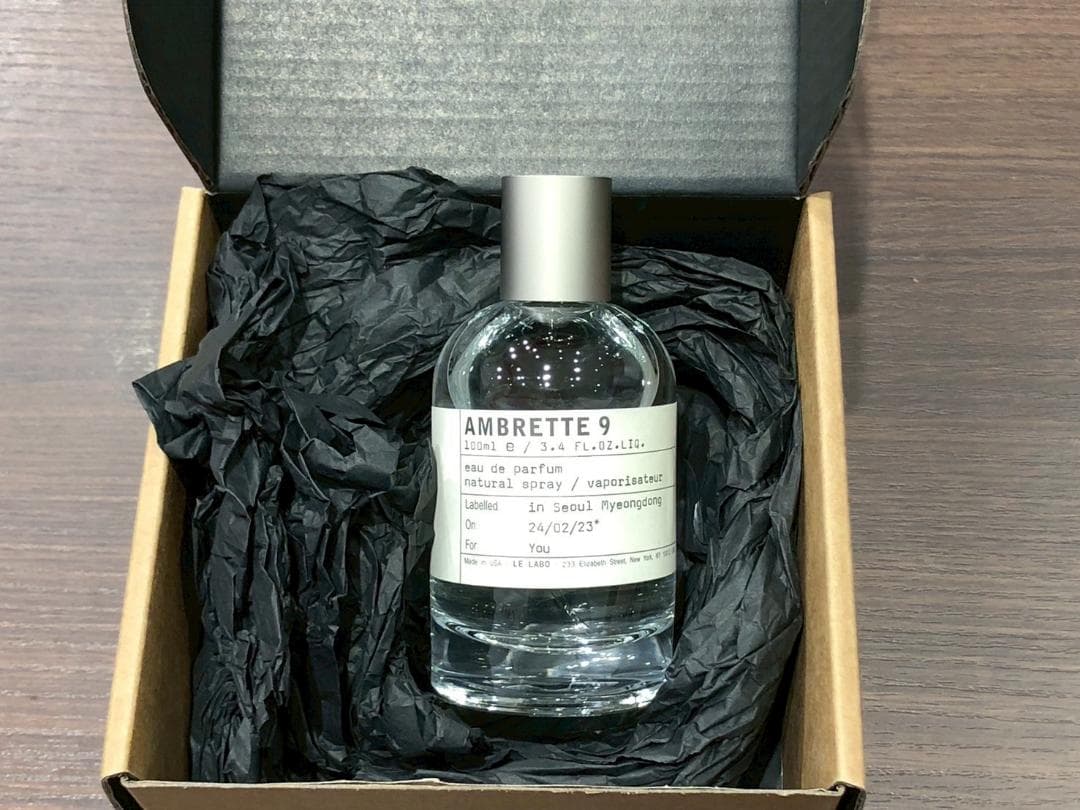 AMBRETTE 9
100ml ℮ / 3.4 FL.OZ.LIQ.
eau de parfum
natural spray / vaporisateur
Labelled in Seoul Myeongdong
On 24/02/23*
For You
Made in USA · LE LABO · 233 Elizabeth Street, New York, NY